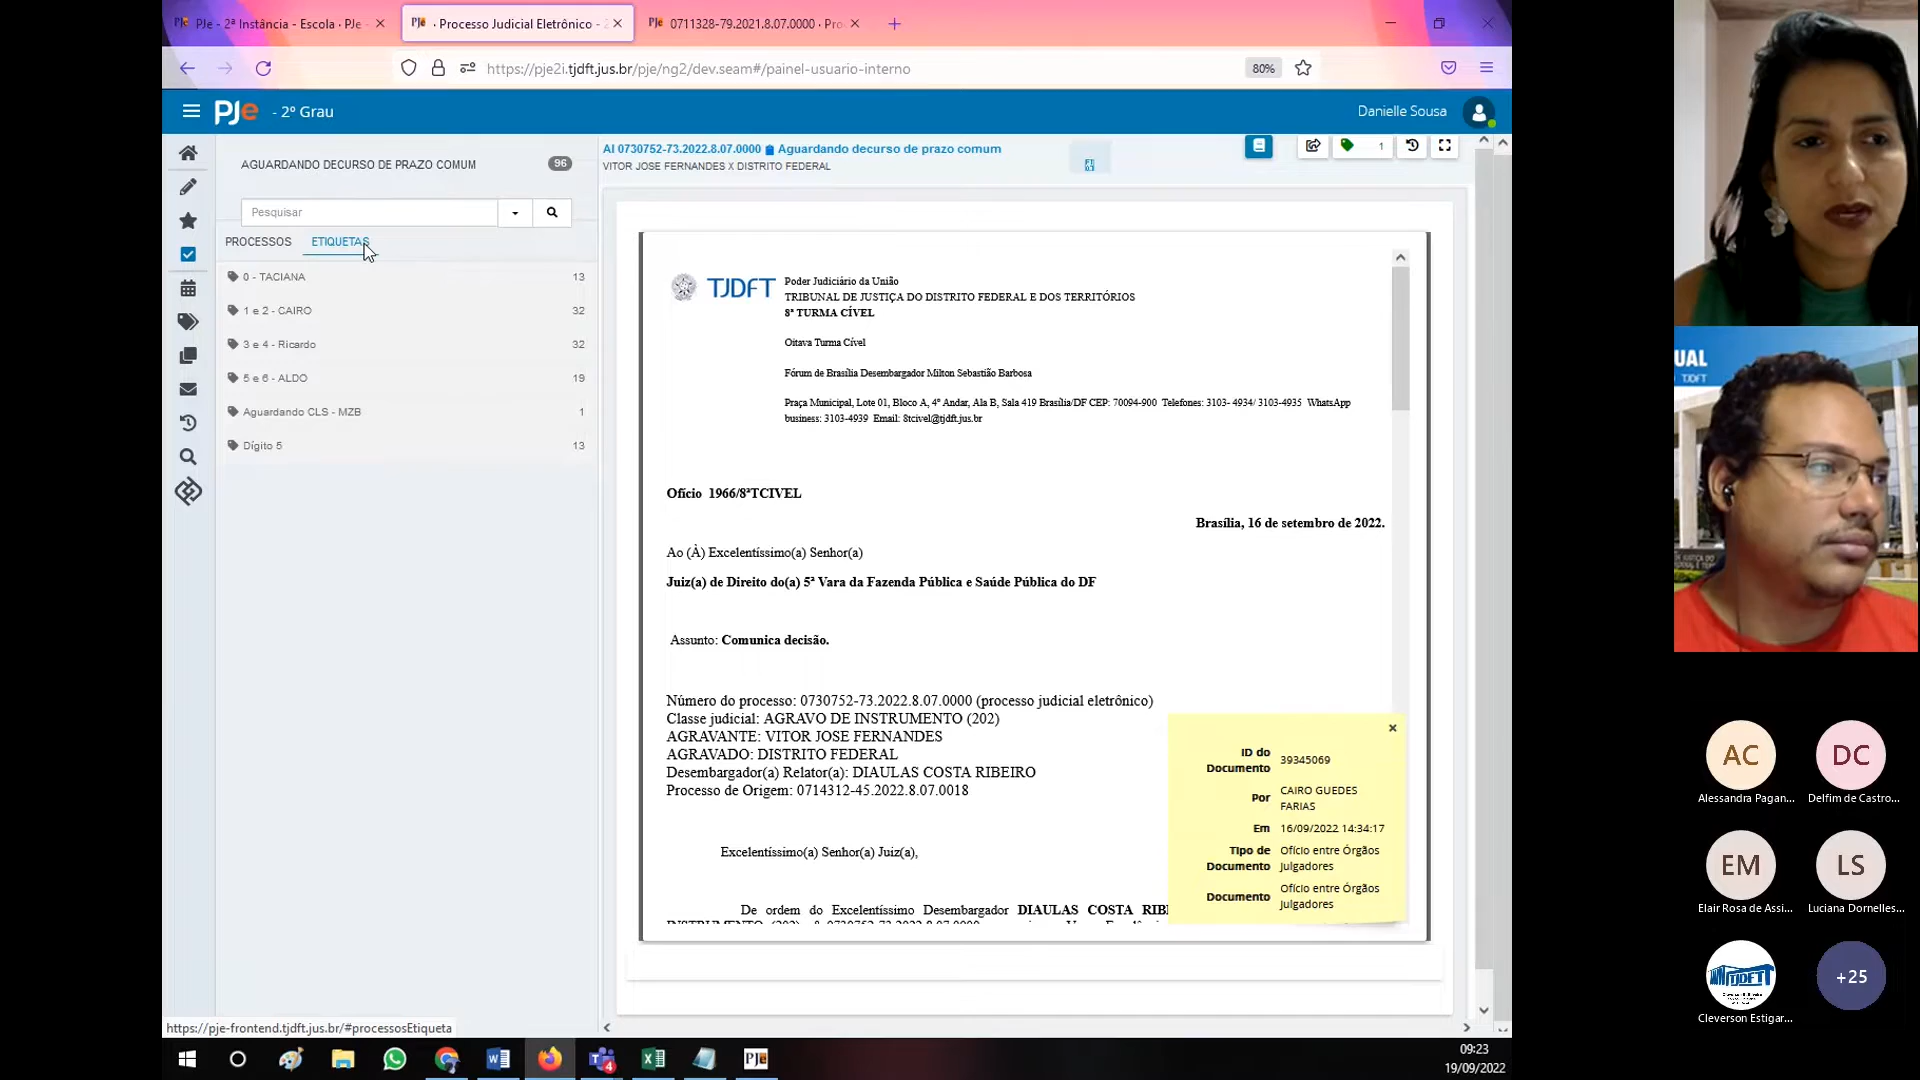 PJe - 2ª Instância - Escola · PJe -
· Processo Judicial Eletrônico - 2
0711328-79.2021.8.07.0000 · Pro
https://pje2i.tjdft.jus.br/pje/ng2/dev.seam#/painel-usuario-interno
80%
PJe - 2º Grau
Danielle Sousa
AGUARDANDO DECURSO DE PRAZO COMUM
96
Pesquisar
PROCESSOS
ETIQUETAS
0 - TACIANA 13
1 e 2 - CAIRO 32
3 e 4 - Ricardo 32
5 e 6 - ALDO 19
Aguardando CLS - MZB 1
Dígito 5 13
AI 0730752-73.2022.8.07.0000 Aguardando decurso de prazo comum
VITOR JOSE FERNANDES X DISTRITO FEDERAL
1
TJDFT
Poder Judiciário da União
TRIBUNAL DE JUSTIÇA DO DISTRITO FEDERAL E DOS TERRITÓRIOS
8ª TURMA CÍVEL
Oitava Turma Cível
Fórum de Brasília Desembargador Milton Sebastião Barbosa
Praça Municipal, Lote 01, Bloco A, 4º Andar, Ala B, Sala 419 Brasília/DF CEP: 70094-900 Telefones: 3103- 4934/ 3103-4935 WhatsApp
business: 3103-4939 Email: 8tcivel@tjdft.jus.br
Ofício 1966/8ªTCIVEL
Brasília, 16 de setembro de 2022.
Ao (À) Excelentíssimo(a) Senhor(a)
Juiz(a) de Direito do(a) 5ª Vara da Fazenda Pública e Saúde Pública do DF
Assunto: Comunica decisão.
Número do processo: 0730752-73.2022.8.07.0000 (processo judicial eletrônico)
Classe judicial: AGRAVO DE INSTRUMENTO (202)
AGRAVANTE: VITOR JOSE FERNANDES
AGRAVADO: DISTRITO FEDERAL
Desembargador(a) Relator(a): DIAULAS COSTA RIBEIRO
Processo de Origem: 0714312-45.2022.8.07.0018
Excelentíssimo(a) Senhor(a) Juiz(a),
De ordem do Excelentíssimo Desembargador DIAULAS COSTA RIB
ID do Documento 39345069
Por CAIRO GUEDES FARIAS
Em 16/09/2022 14:34:17
Tipo de Documento Ofício entre Órgãos Julgadores
Documento Ofício entre Órgãos Julgadores
https://pje-frontend.tjdft.jus.br/#processosEtiqueta
4
PJe
09:23
19/09/2022
UAL
TJDFT
AC
Alessandra Pagan...
DC
Delfim de Castro...
EM
Elair Rosa de Assi...
LS
Luciana Dornelles...
TJDFT
Cleverson Estigar...
+25